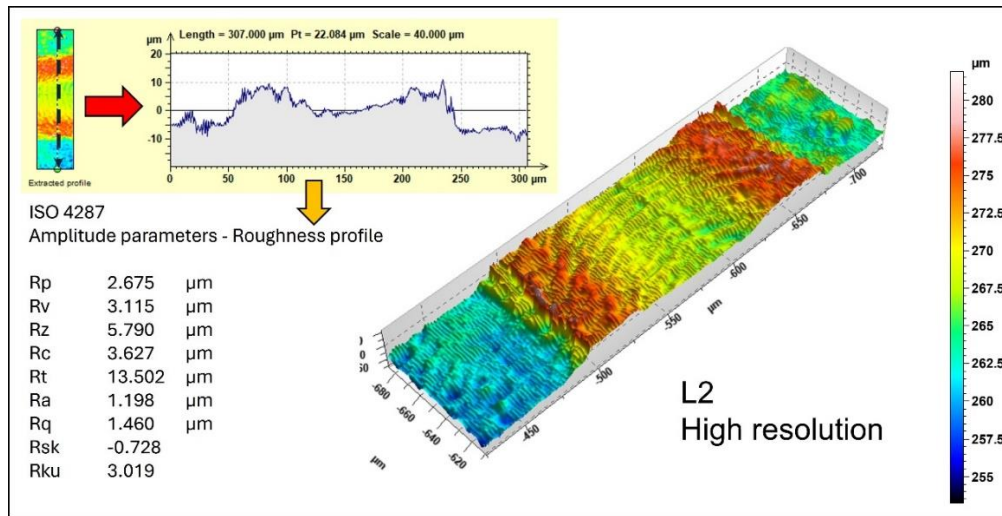 Length = 307.000 µm  Pt = 22.084 µm  Scale = 40.000 µm
µm
20
10
0
-10
0
50
100
150
200
250
300 µm
Extracted profile
ISO 4287
Amplitude parameters - Roughness profile
Rp 2.675 µm
Rv 3.115 µm
Rz 5.790 µm
Rc 3.627 µm
Rt 13.502 µm
Ra 1.198 µm
Rq 1.460 µm
Rsk -0.728
Rku 3.019
-700
-650
-600
µm
-550
-500
-450
-680
-660
-640
-620
µm
L2
High resolution
µm
280
277.5
275
272.5
270
267.5
265
262.5
260
257.5
255